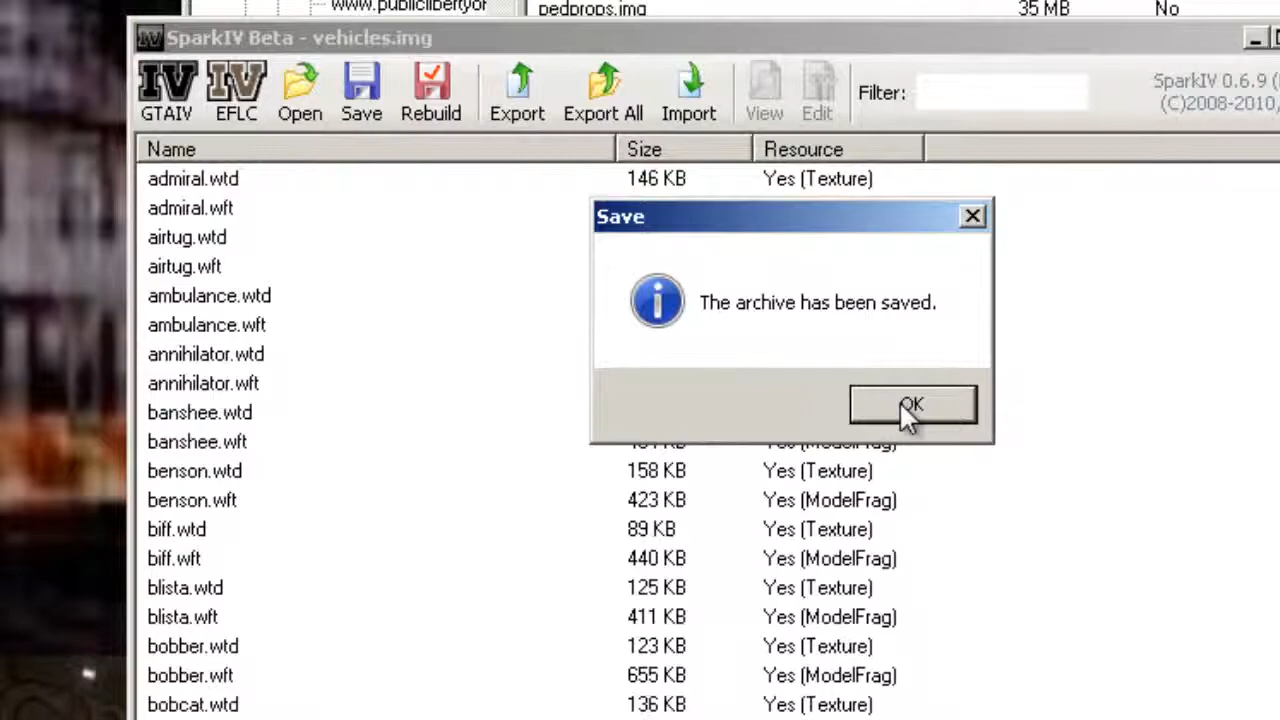 www.publiclibertyor
pedprops.img 35 MB No
SparkIV Beta - vehicles.img
GTAIV EFLC Open Save Rebuild Export Export All Import View Edit Filter: SparkIV 0.6.9 (
(C)2008-2010,
Name Size Resource
admiral.wtd 146 KB Yes (Texture)
admiral.wft
airtug.wtd
airtug.wft
ambulance.wtd
ambulance.wft
annihilator.wtd
annihilator.wft
banshee.wtd
banshee.wft
benson.wtd 158 KB Yes (Texture)
benson.wft 423 KB Yes (ModelFrag)
biff.wtd 89 KB Yes (Texture)
biff.wft 440 KB Yes (ModelFrag)
blista.wtd 125 KB Yes (Texture)
blista.wft 411 KB Yes (ModelFrag)
bobber.wtd 123 KB Yes (Texture)
bobber.wft 655 KB Yes (ModelFrag)
bobcat.wtd 136 KB Yes (Texture)
Save
The archive has been saved.
OK